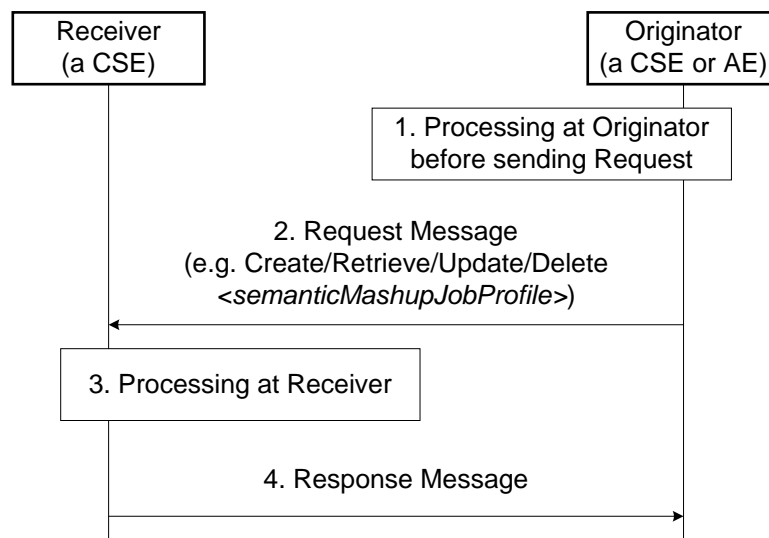 Receiver
(a CSE)
Originator
(a CSE or AE)
1. Processing at Originator
before sending Request
2. Request Message
(e.g. Create/Retrieve/Update/Delete
<semanticMashupJobProfile>)
3. Processing at Receiver
4. Response Message